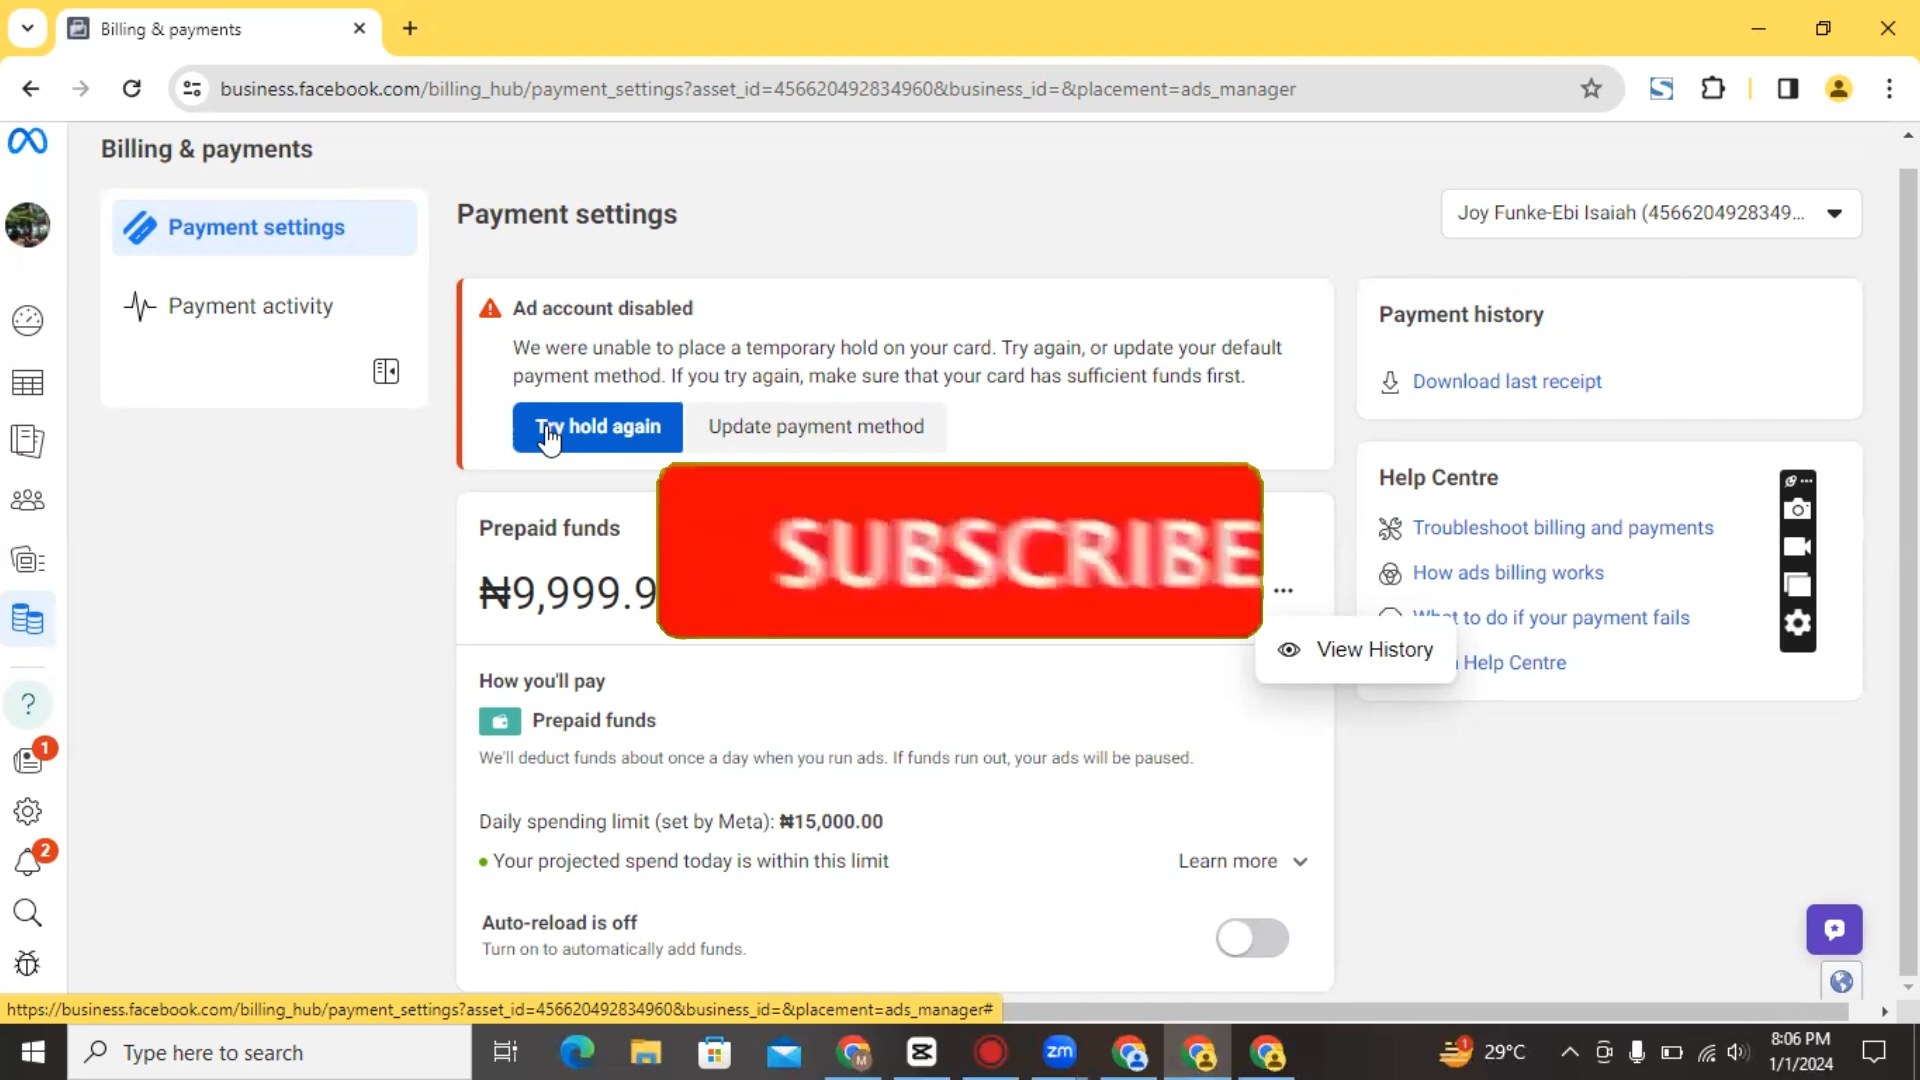 Billing & payments
business.facebook.com/billing_hub/payment_settings?asset_id=456620492834960&business_id=&placement=ads_manager
Billing & payments
Payment settings
Payment activity
Payment settings
Joy Funke-Ebi Isaiah (4566204928349...
Ad account disabled
We were unable to place a temporary hold on your card. Try again, or update your default
payment method. If you try again, make sure that your card has sufficient funds first.
Try hold again
Update payment method
Payment history
Download last receipt
Help Centre
Troubleshoot billing and payments
How ads billing works
What to do if your payment fails
Help Centre
Prepaid funds
₦9,999.9
SUBSCRIBE
View History
How you'll pay
Prepaid funds
We'll deduct funds about once a day when you run ads. If funds run out, your ads will be paused.
Daily spending limit (set by Meta): ₦15,000.00
Your projected spend today is within this limit
Learn more
Auto-reload is off
Turn on to automatically add funds.
1
2
https://business.facebook.com/billing_hub/payment_settings?asset_id=456620492834960&business_id=&placement=ads_manager#
Type here to search
M
zm
1
29°C
8:06 PM
1/1/2024